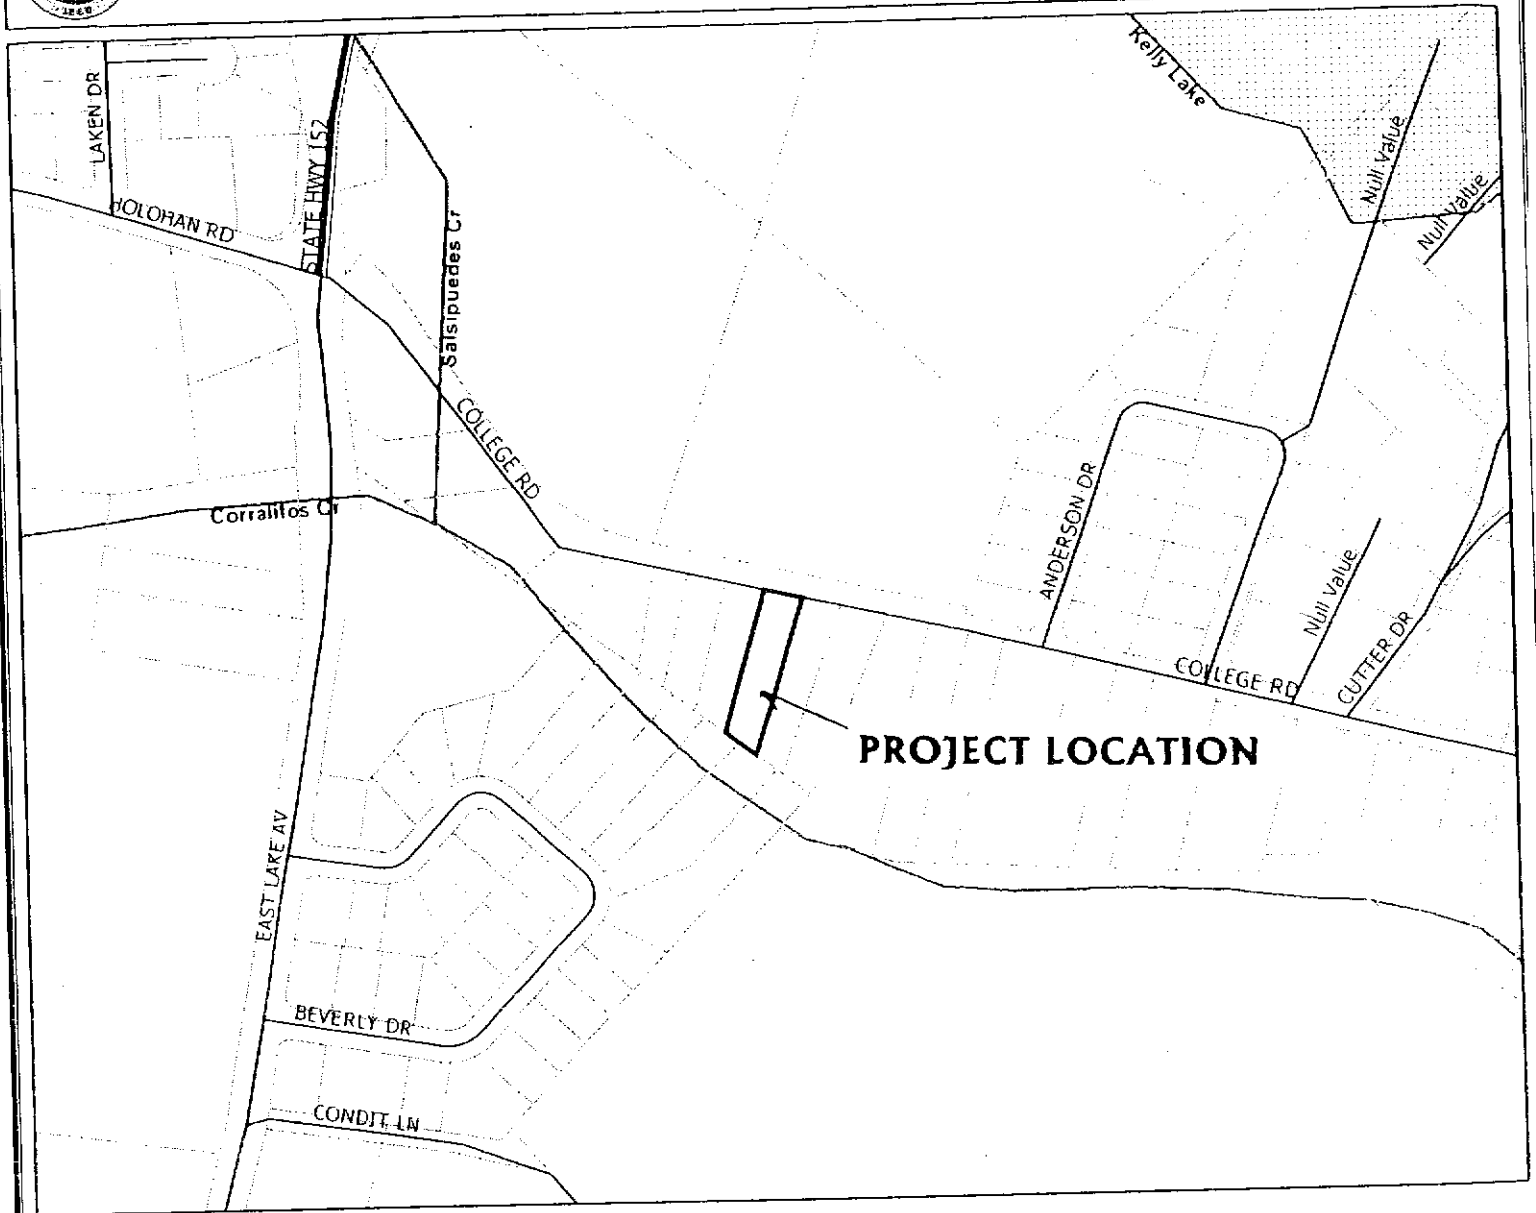 Kelly Lake
LAKEN DR
STATE HWY 152
Null Value
Null Value
HOLOHAN RD
Salsipuedes Cr
COLLEGE RD
Corralitos Cr
ANDERSON DR
Null Value
CUTTER DR
COLLEGE RD
PROJECT LOCATION
EAST LAKE AV
BEVERLY DR
CONDIT LN